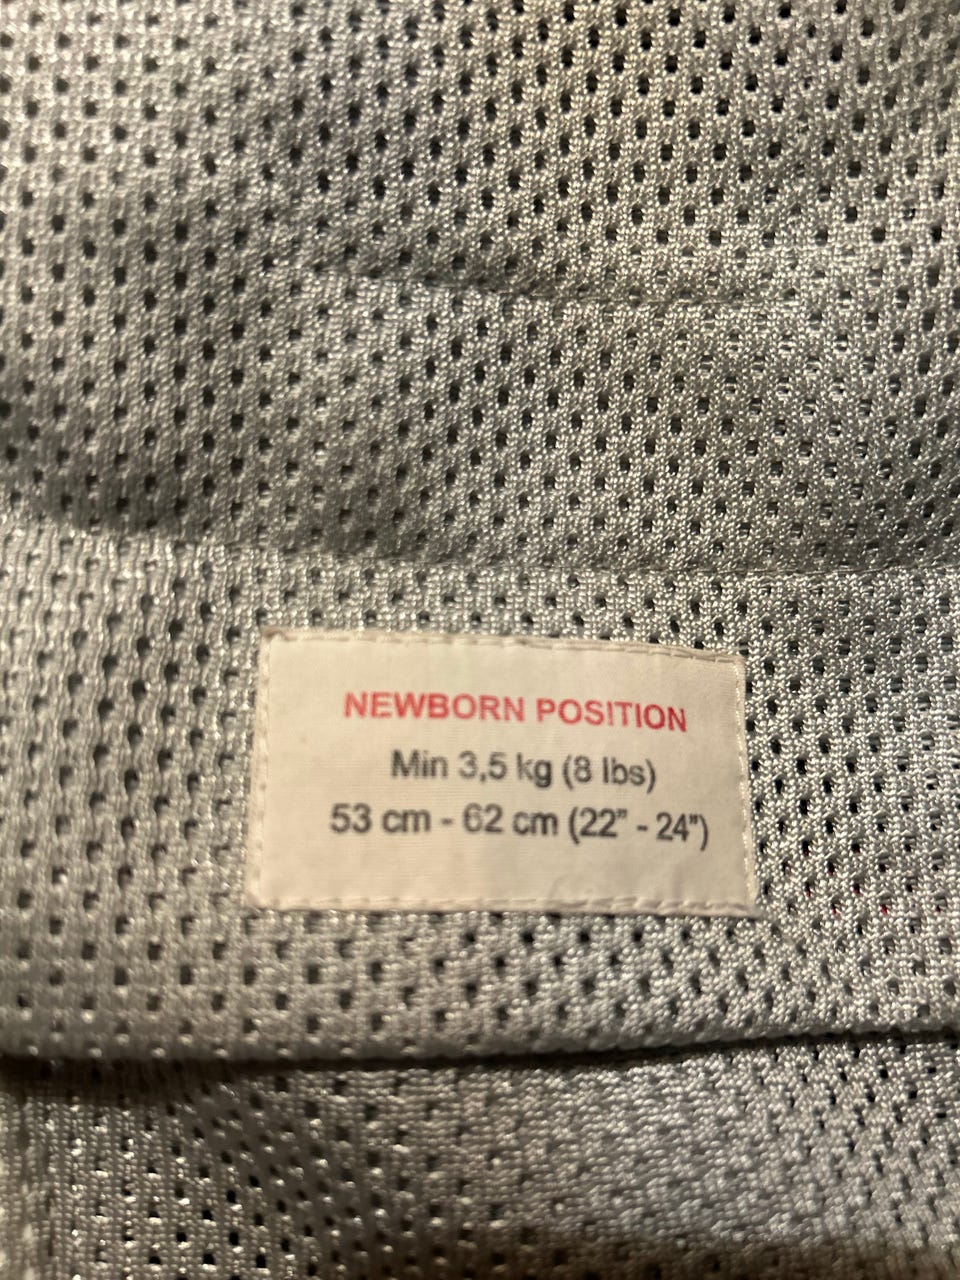 NEWBORN POSITION
Min 3,5 kg (8 lbs)
53 cm - 62 cm (22" - 24")